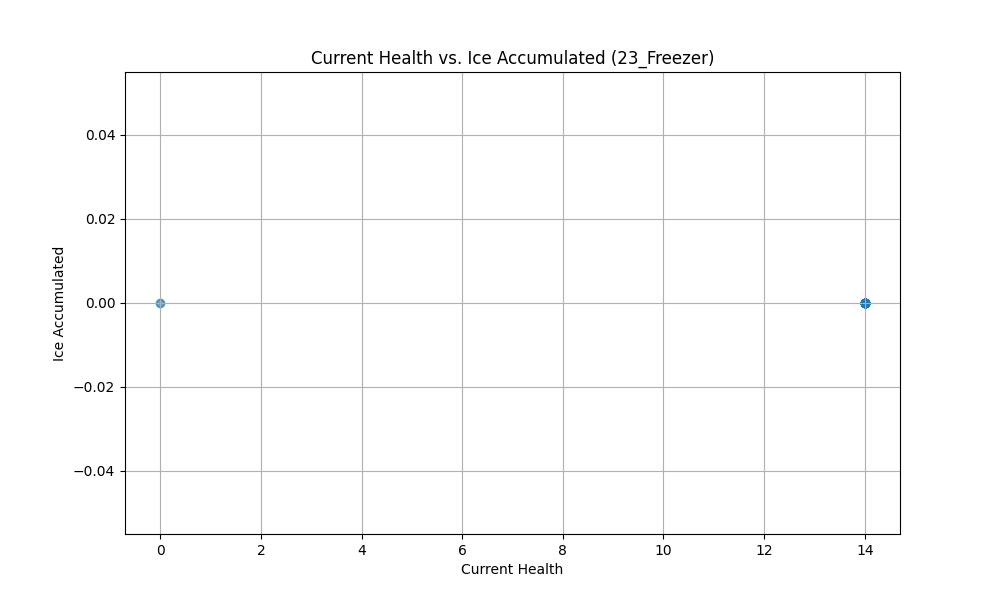 Current Health vs. Ice Accumulated (23_Freezer)
Ice Accumulated
0.04
0.02
0.00
−0.02
−0.04
0 2 4 6 8 10 12 14
Current Health